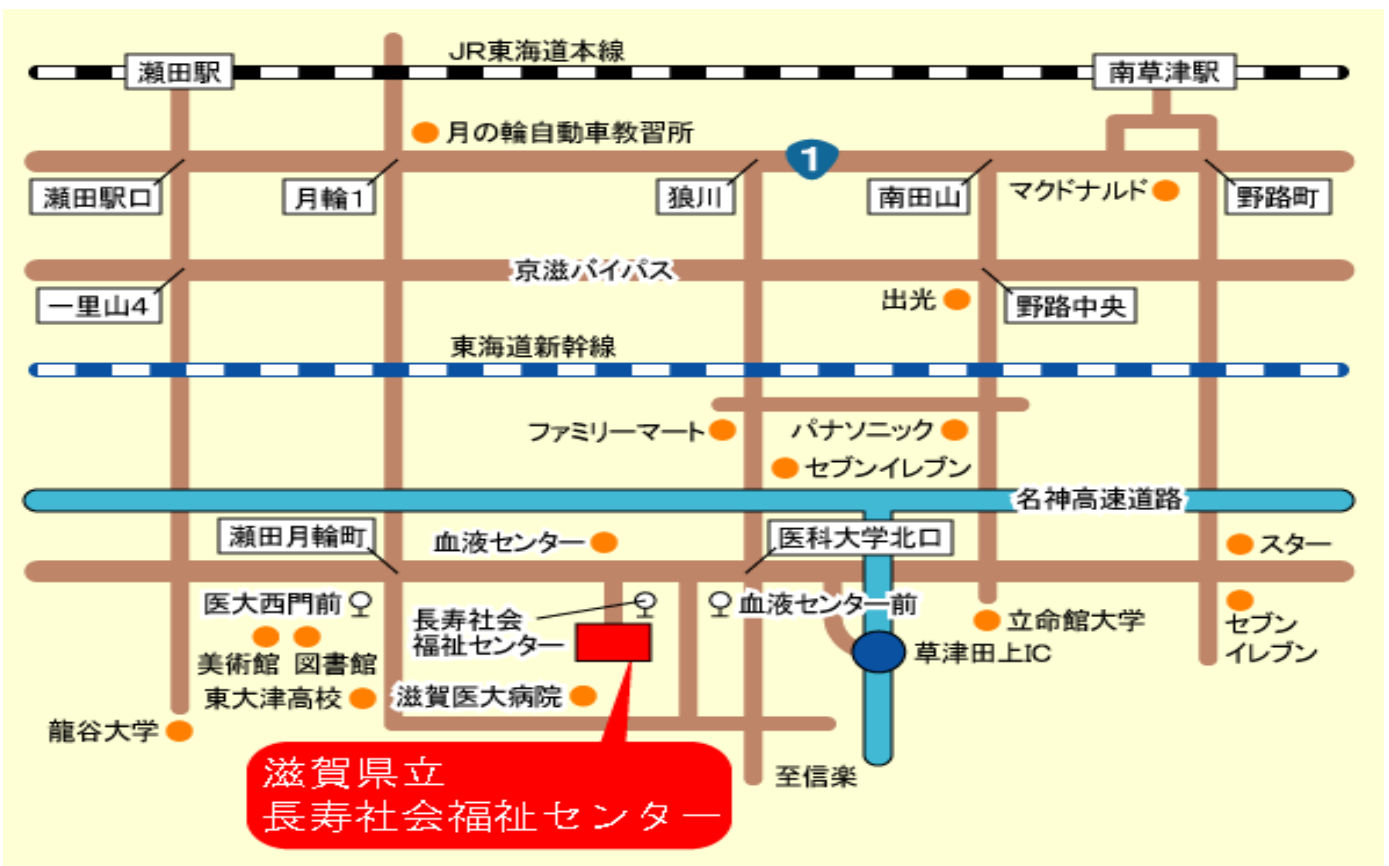 JR東海道本線
瀬田駅
南草津駅
月の輪自動車教習所
1
瀬田駅口
月輪1
狼川
南田山
マクドナルド
野路町
京滋バイパス
一里山4
出光
野路中央
東海道新幹線
ファミリーマート
パナソニック
セブンイレブン
名神高速道路
瀬田月輪町
血液センター
医科大学北口
スター
医大西門前
長寿社会
福祉センター
血液センター前
立命館大学
セブン
イレブン
美術館
図書館
草津田上IC
東大津高校
滋賀医大病院
龍谷大学
至信楽
滋賀県立
長寿社会福祉センター